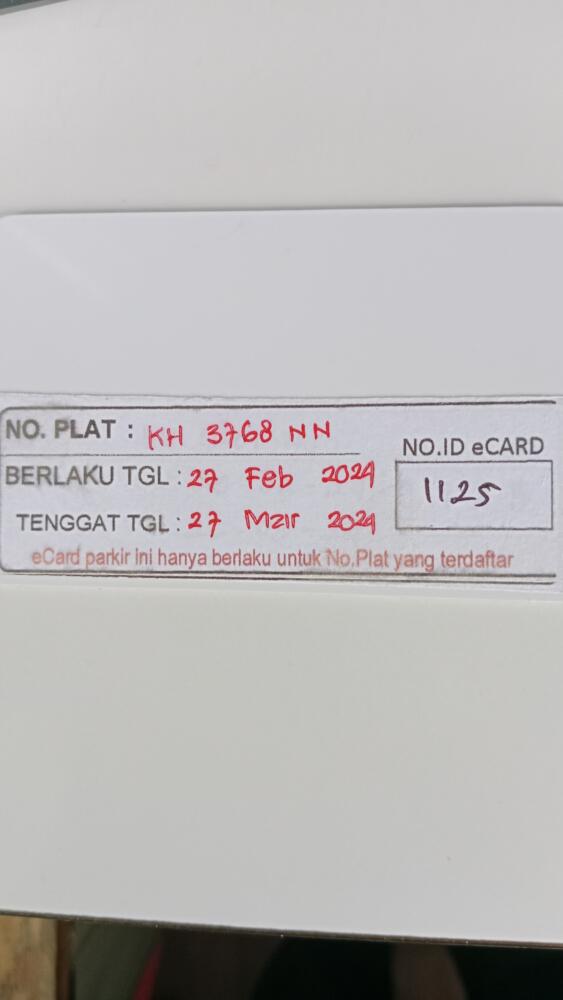 NO. PLAT : KH 3768 NN
NO.ID eCARD
BERLAKU TGL : 27 Feb 2024
1125
TENGGAT TGL : 27 Mzir 2024
eCard parkir ini hanya berlaku untuk No.Plat yang terdaftar